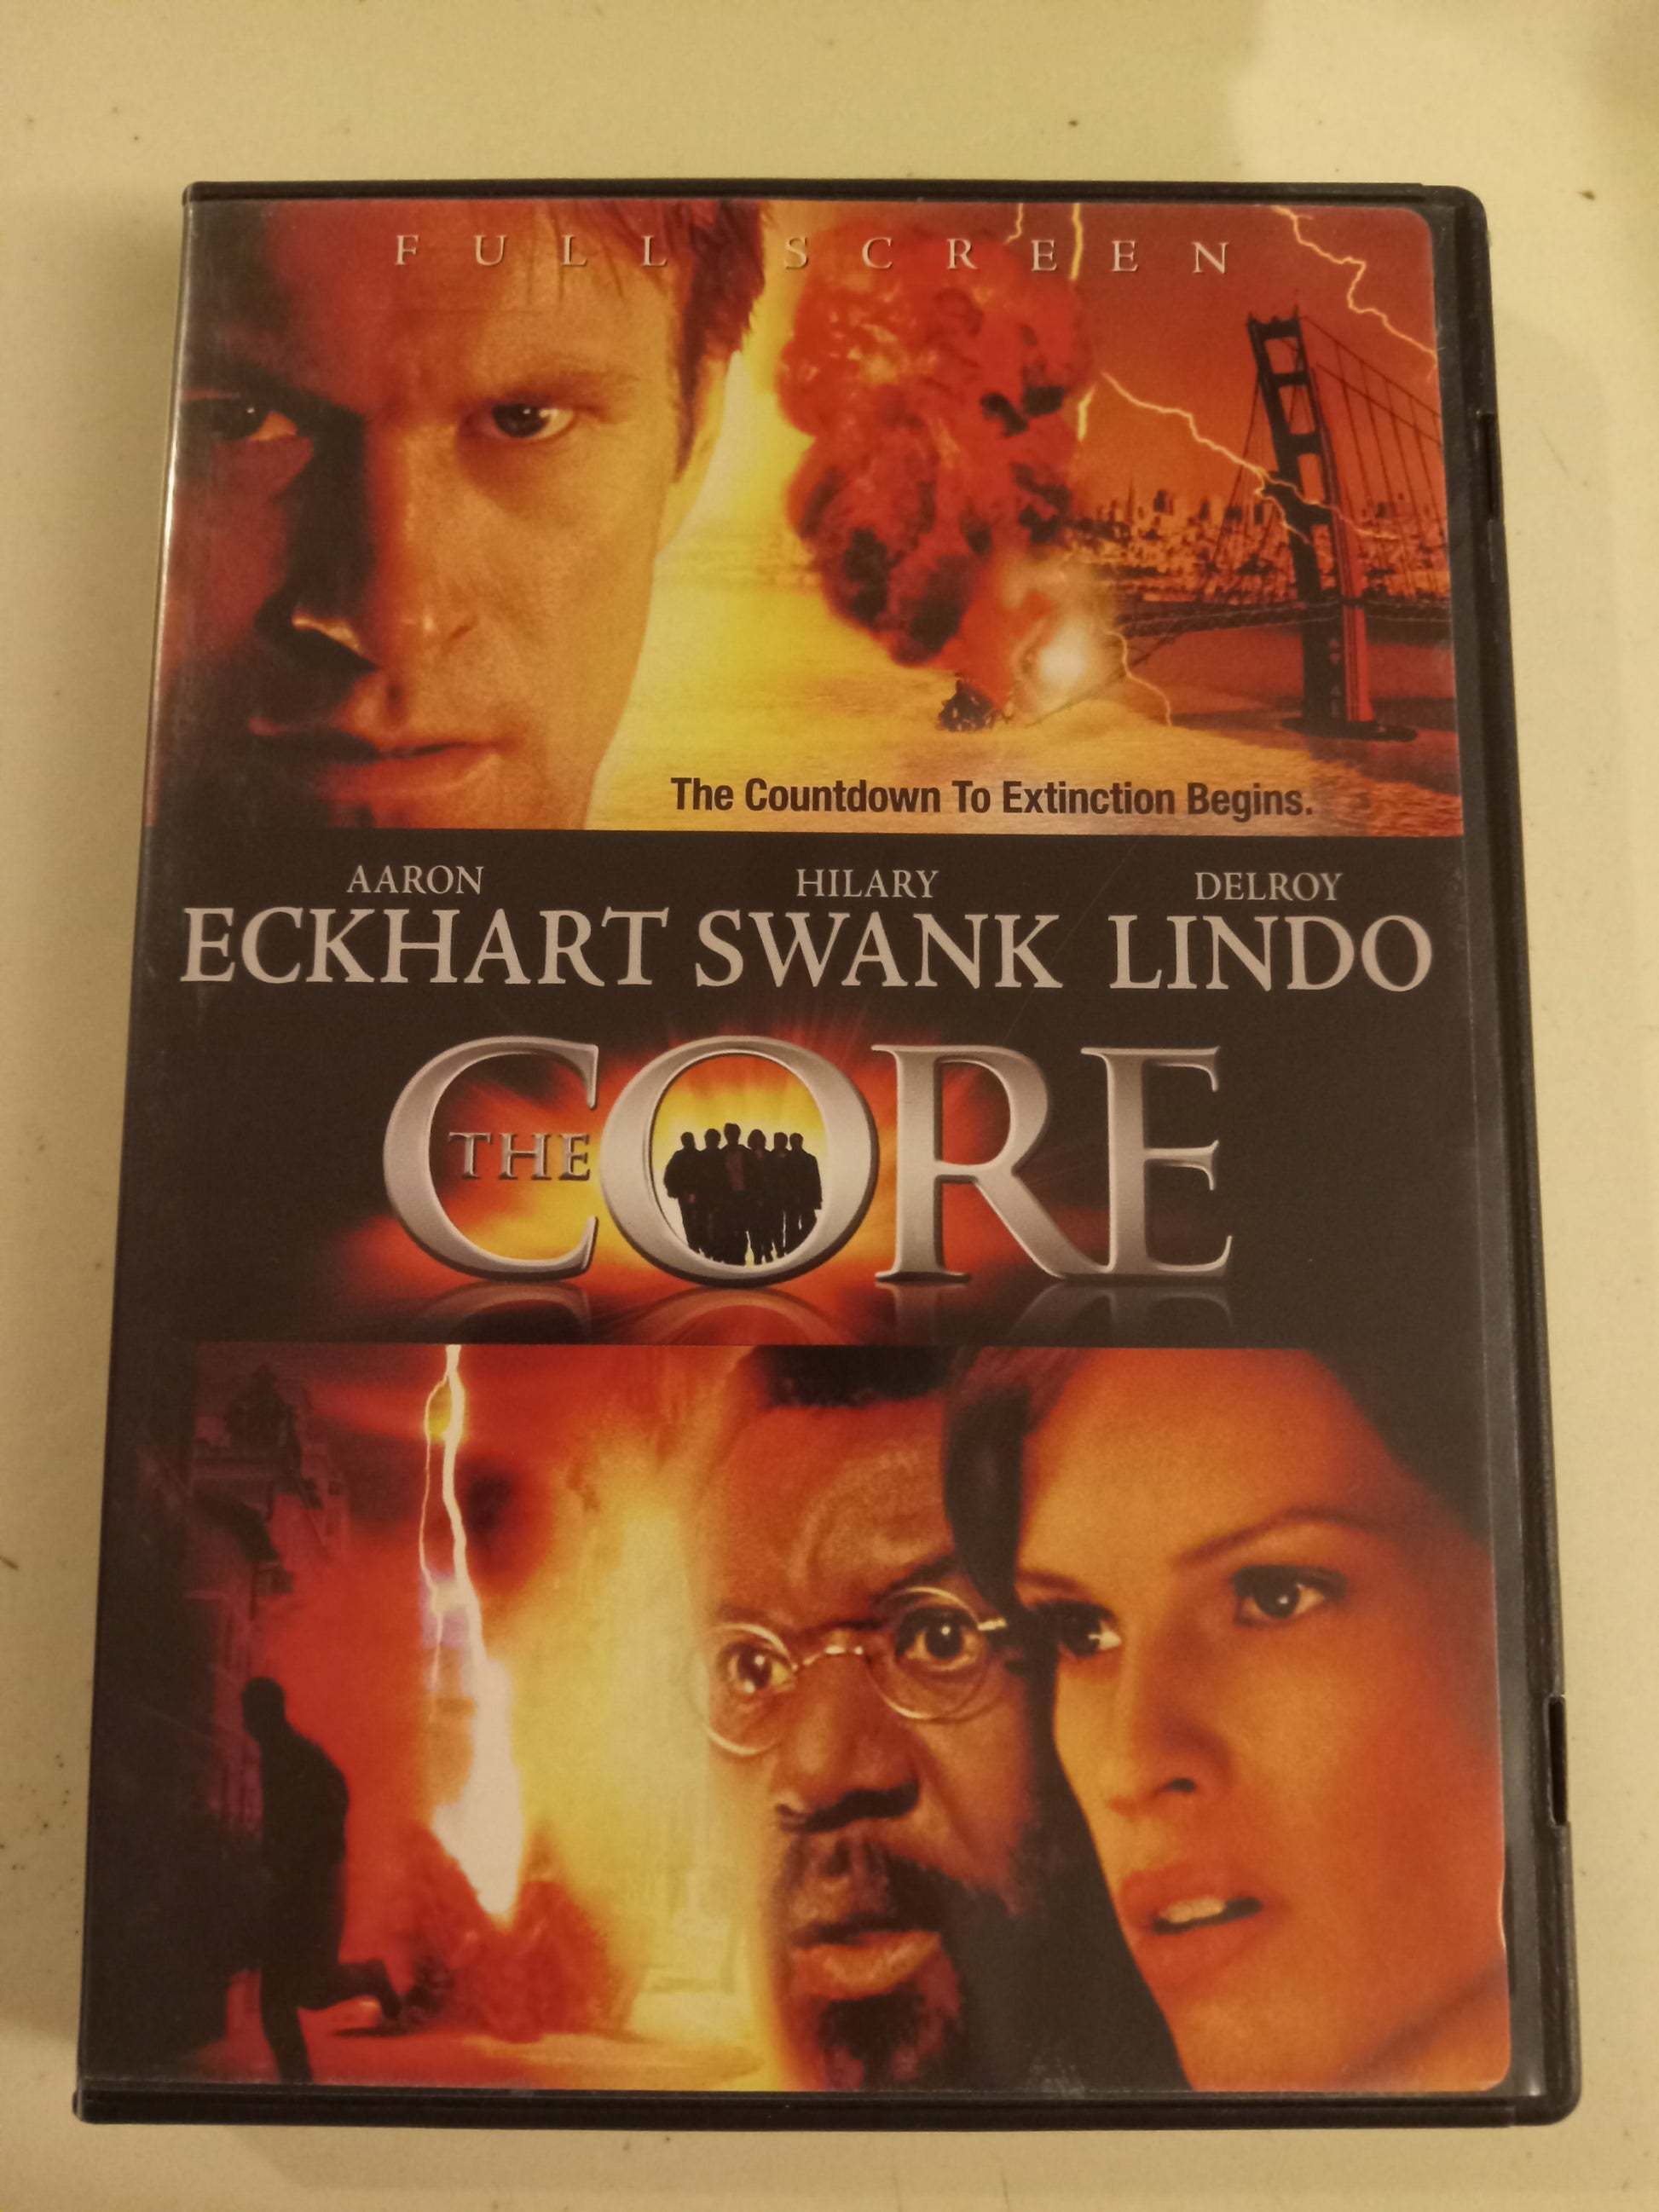 FULL SCREEN
The Countdown To Extinction Begins.
AARON HILARY DELROY
ECKHART SWANK LINDO
THE CORE